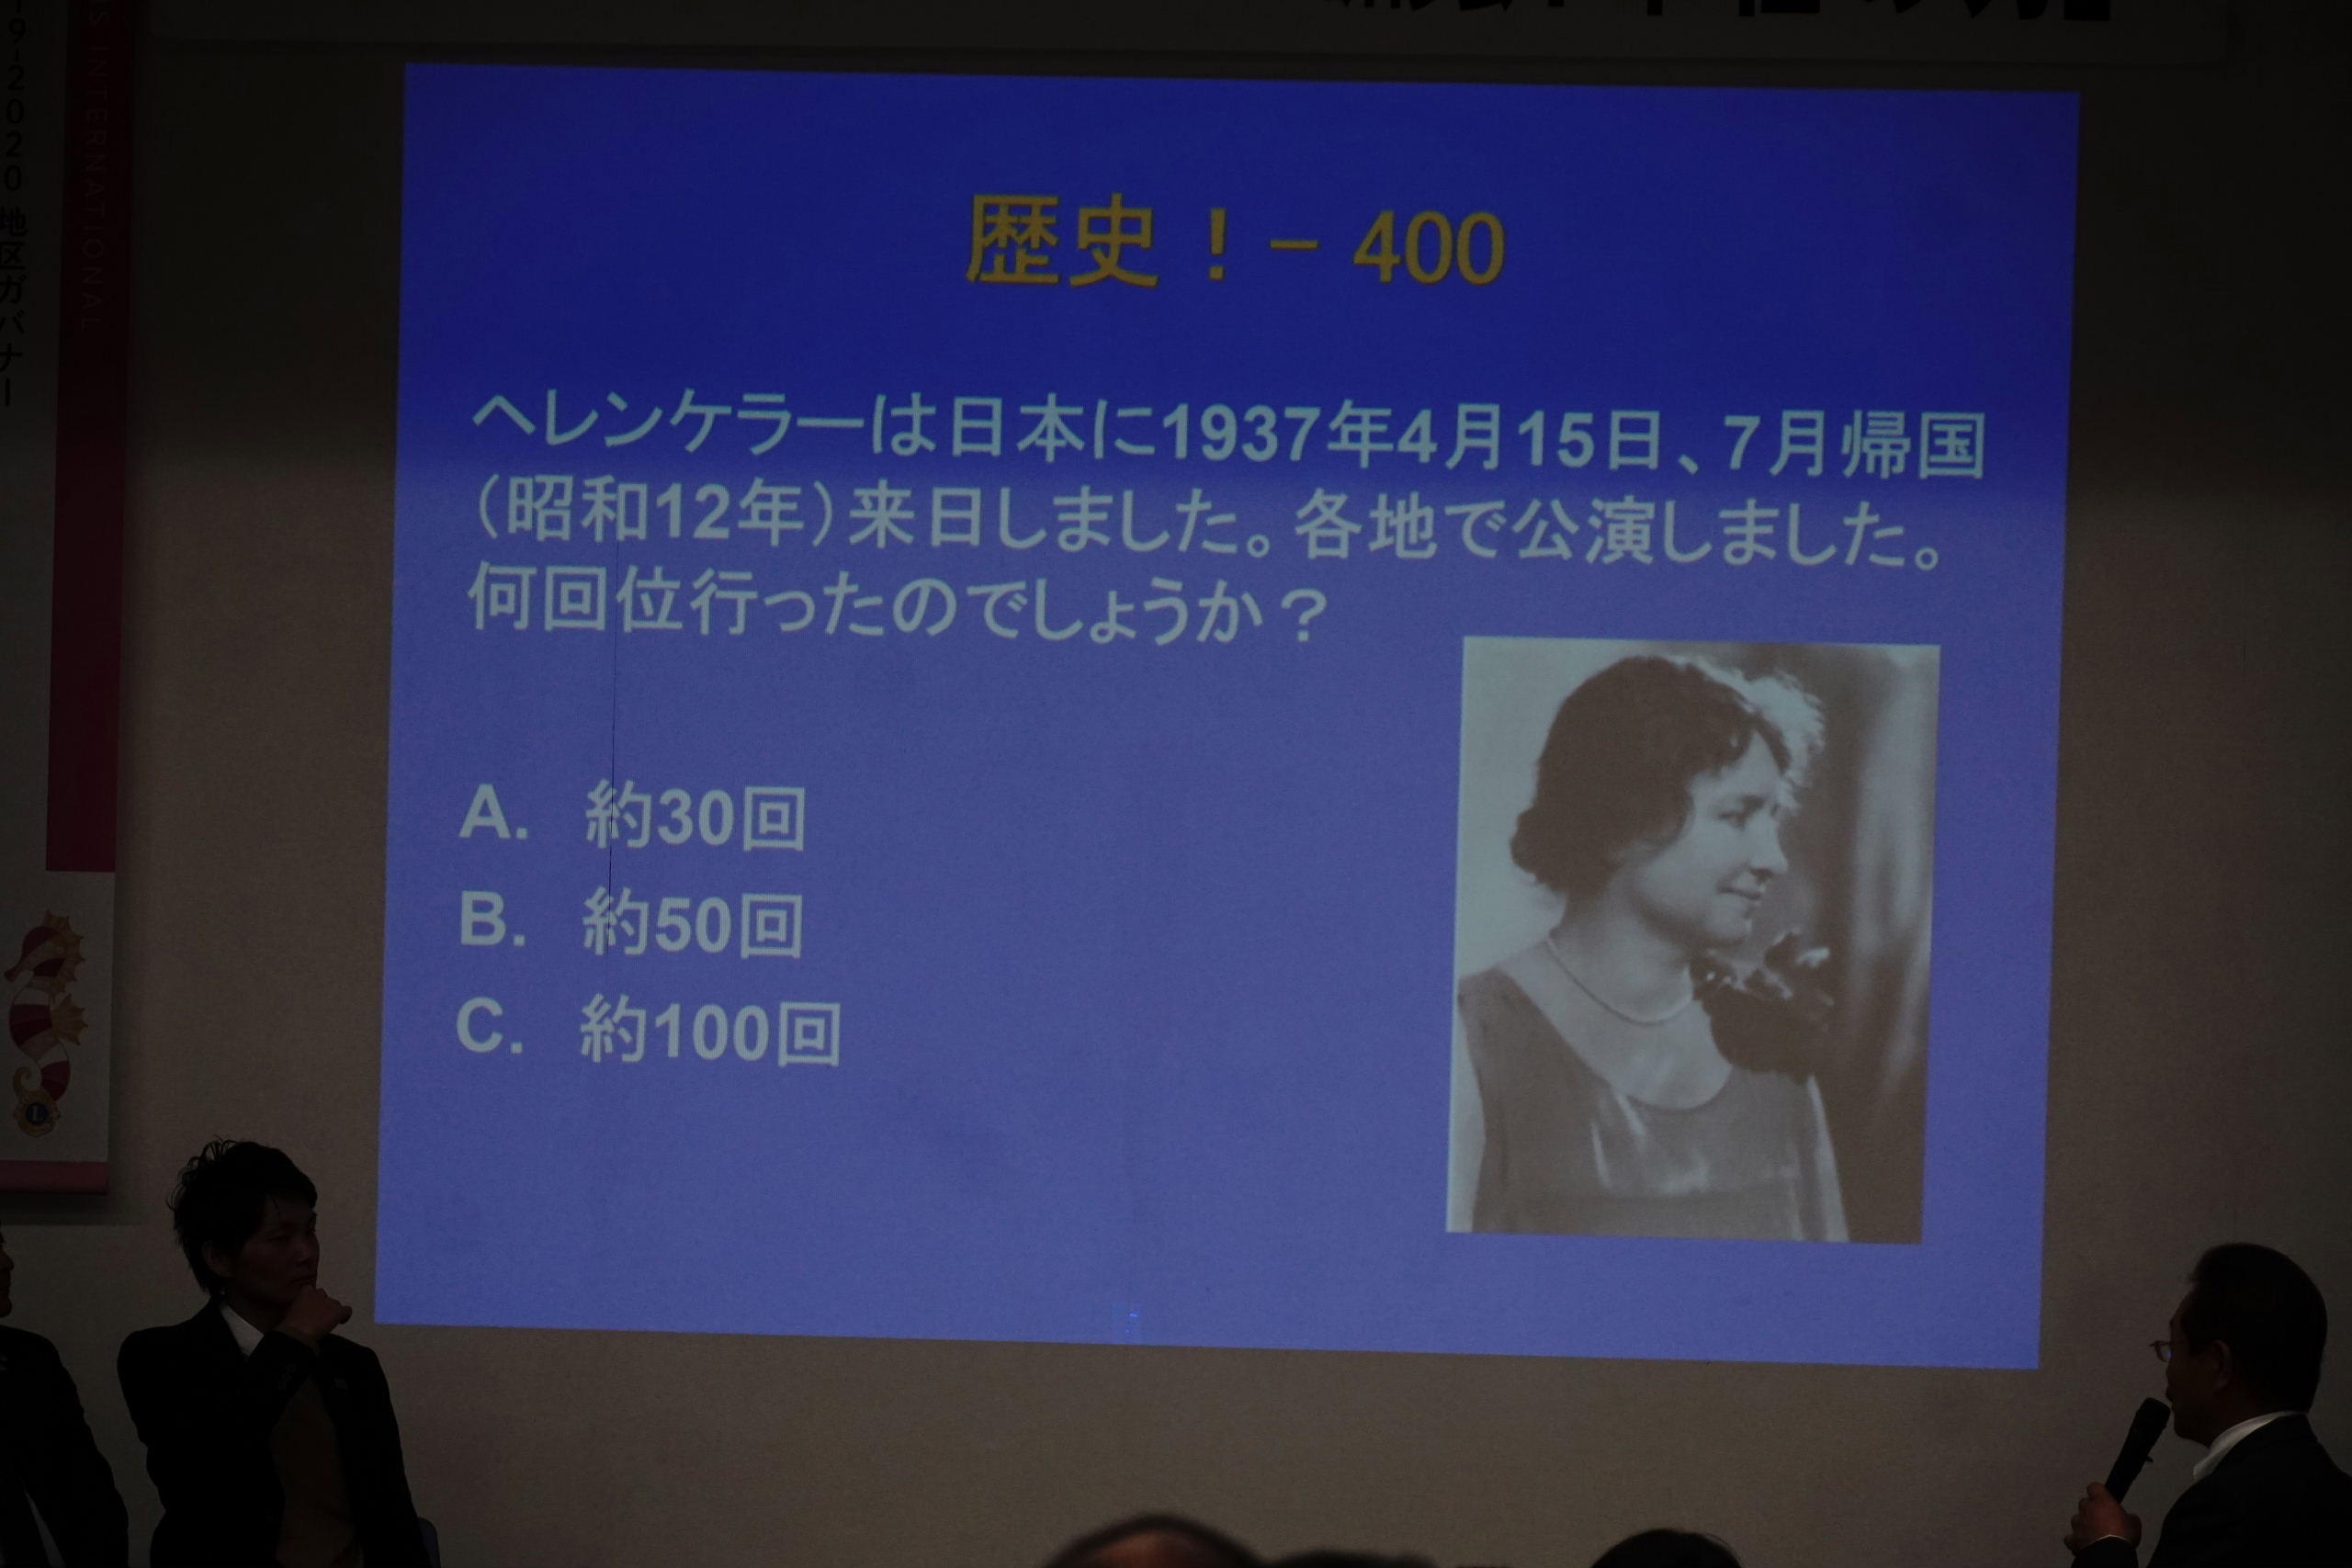 歴史！- 400
ヘレンケラーは日本に1937年4月15日、7月帰国
（昭和12年）来日しました。各地で公演しました。
何回位行ったのでしょうか？
A. 約30回
B. 約50回
C. 約100回
S INTERNATIONAL
9-2020 地区ガバナー
L